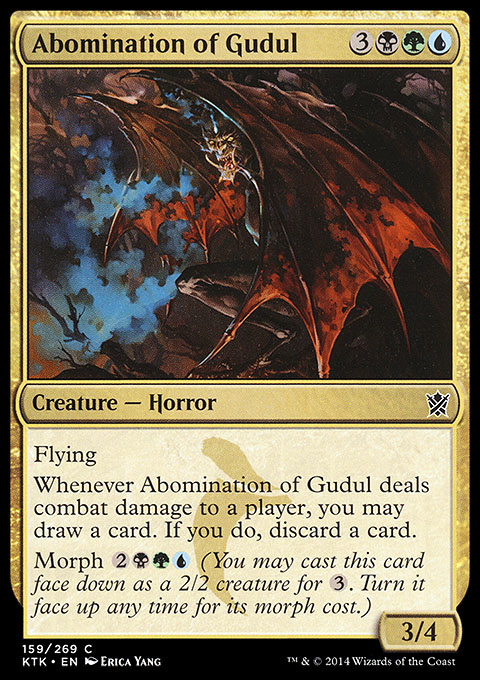 Abomination of Gudul 3
Creature — Horror
Flying
Whenever Abomination of Gudul deals
combat damage to a player, you may
draw a card. If you do, discard a card.
Morph 2 (You may cast this card
face down as a 2/2 creature for 3. Turn it
face up any time for its morph cost.)
3/4
159/269 C
KTK • EN Erica Yang
™ & © 2014 Wizards of the Coast